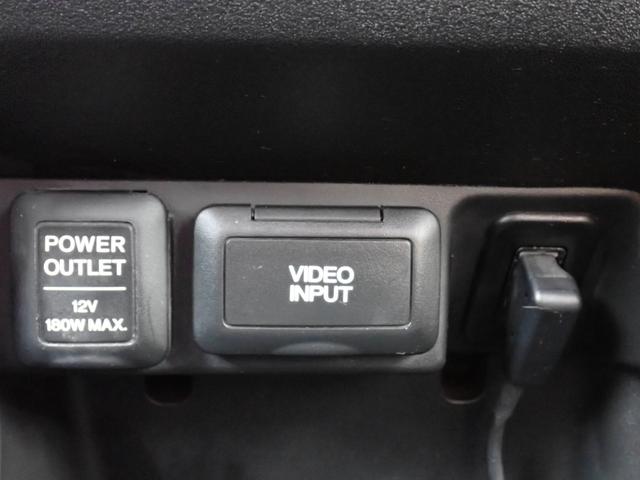 POWER
OUTLET
12V
180W MAX.
VIDEO
INPUT